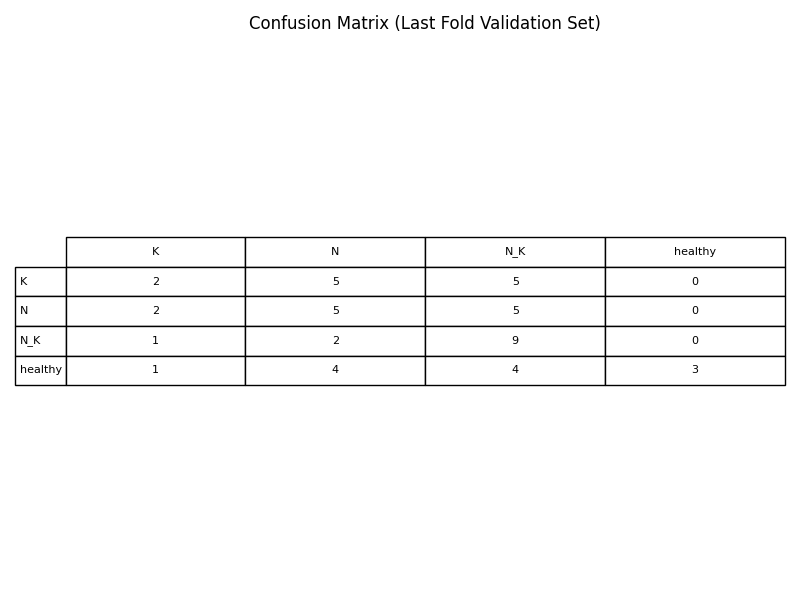 Confusion Matrix (Last Fold Validation Set)
K N N_K healthy
K 2 5 5 0
N 2 5 5 0
N_K 1 2 9 0
healthy 1 4 4 3